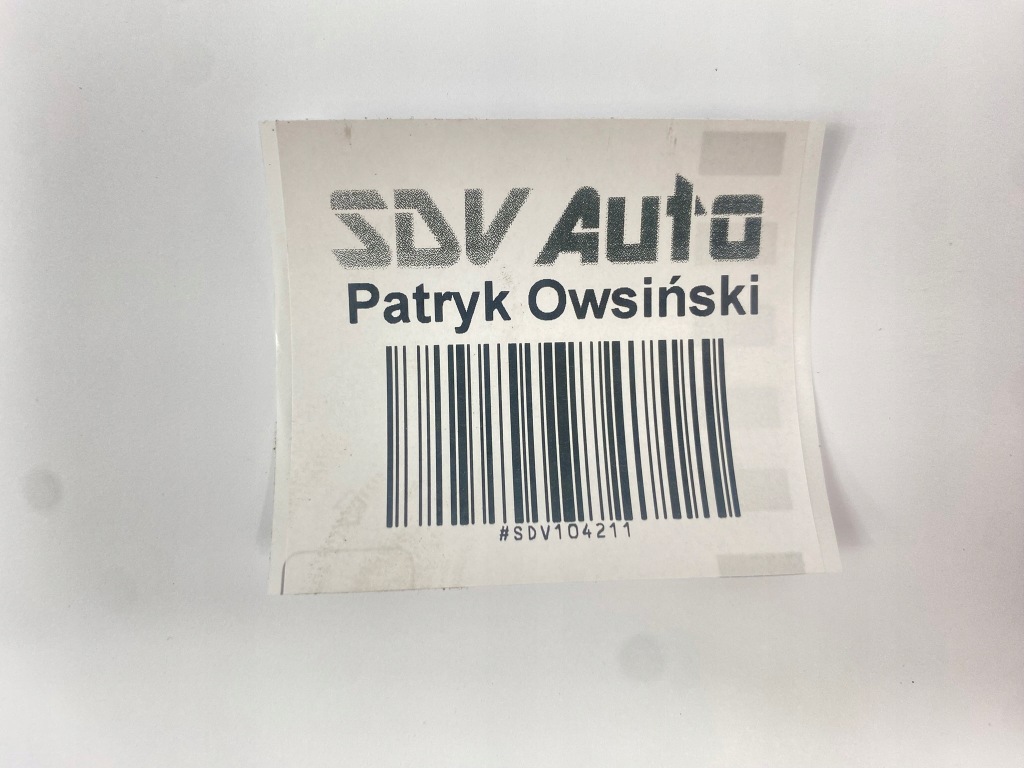 SDV Auto
Patryk Owsiński
#SDV104211